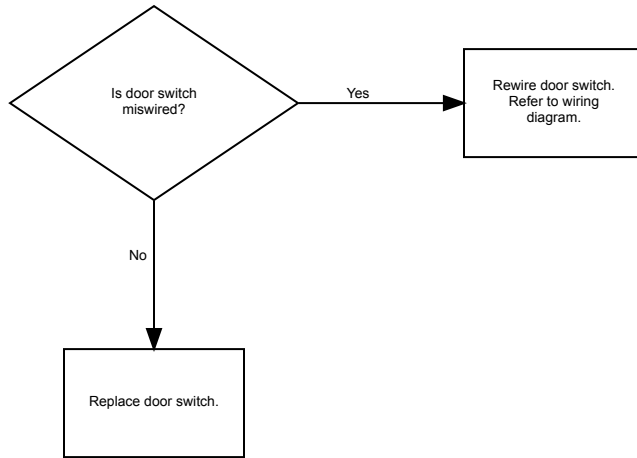 Is door switch
miswired?
Yes
Rewire door switch.
Refer to wiring
diagram.
No
Replace door switch.